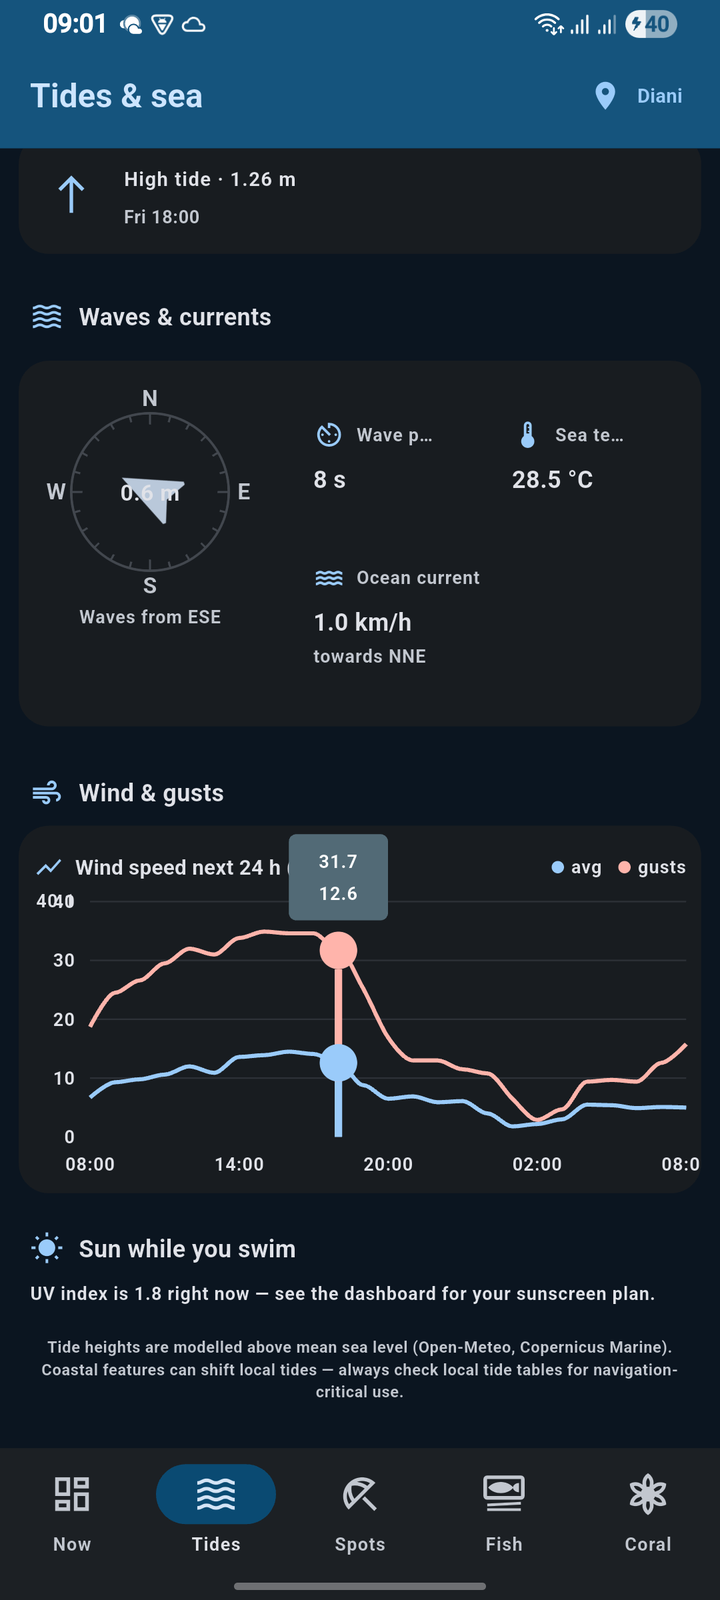 09:01
40
Tides & sea
Diani
High tide · 1.26 m
Fri 18:00
Waves & currents
N
W
0.6 m
E
S
Waves from ESE
Wave p...
8 s
Sea te...
28.5 °C
Ocean current
1.0 km/h
towards NNE
Wind & gusts
Wind speed next 24 h (
31.7
12.6
avg
gusts
40
30
20
10
0
08:00
14:00
20:00
02:00
08:0
Sun while you swim
UV index is 1.8 right now — see the dashboard for your sunscreen plan.
Tide heights are modelled above mean sea level (Open-Meteo, Copernicus Marine).
Coastal features can shift local tides — always check local tide tables for navigation-
critical use.
Now
Tides
Spots
Fish
Coral